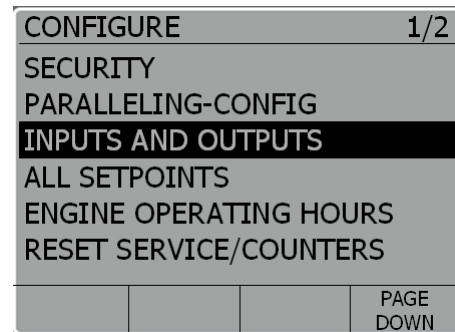 CONFIGURE 1/2
SECURITY
PARALLELING-CONFIG
INPUTS AND OUTPUTS
ALL SETPOINTS
ENGINE OPERATING HOURS
RESET SERVICE/COUNTERS
PAGE
DOWN